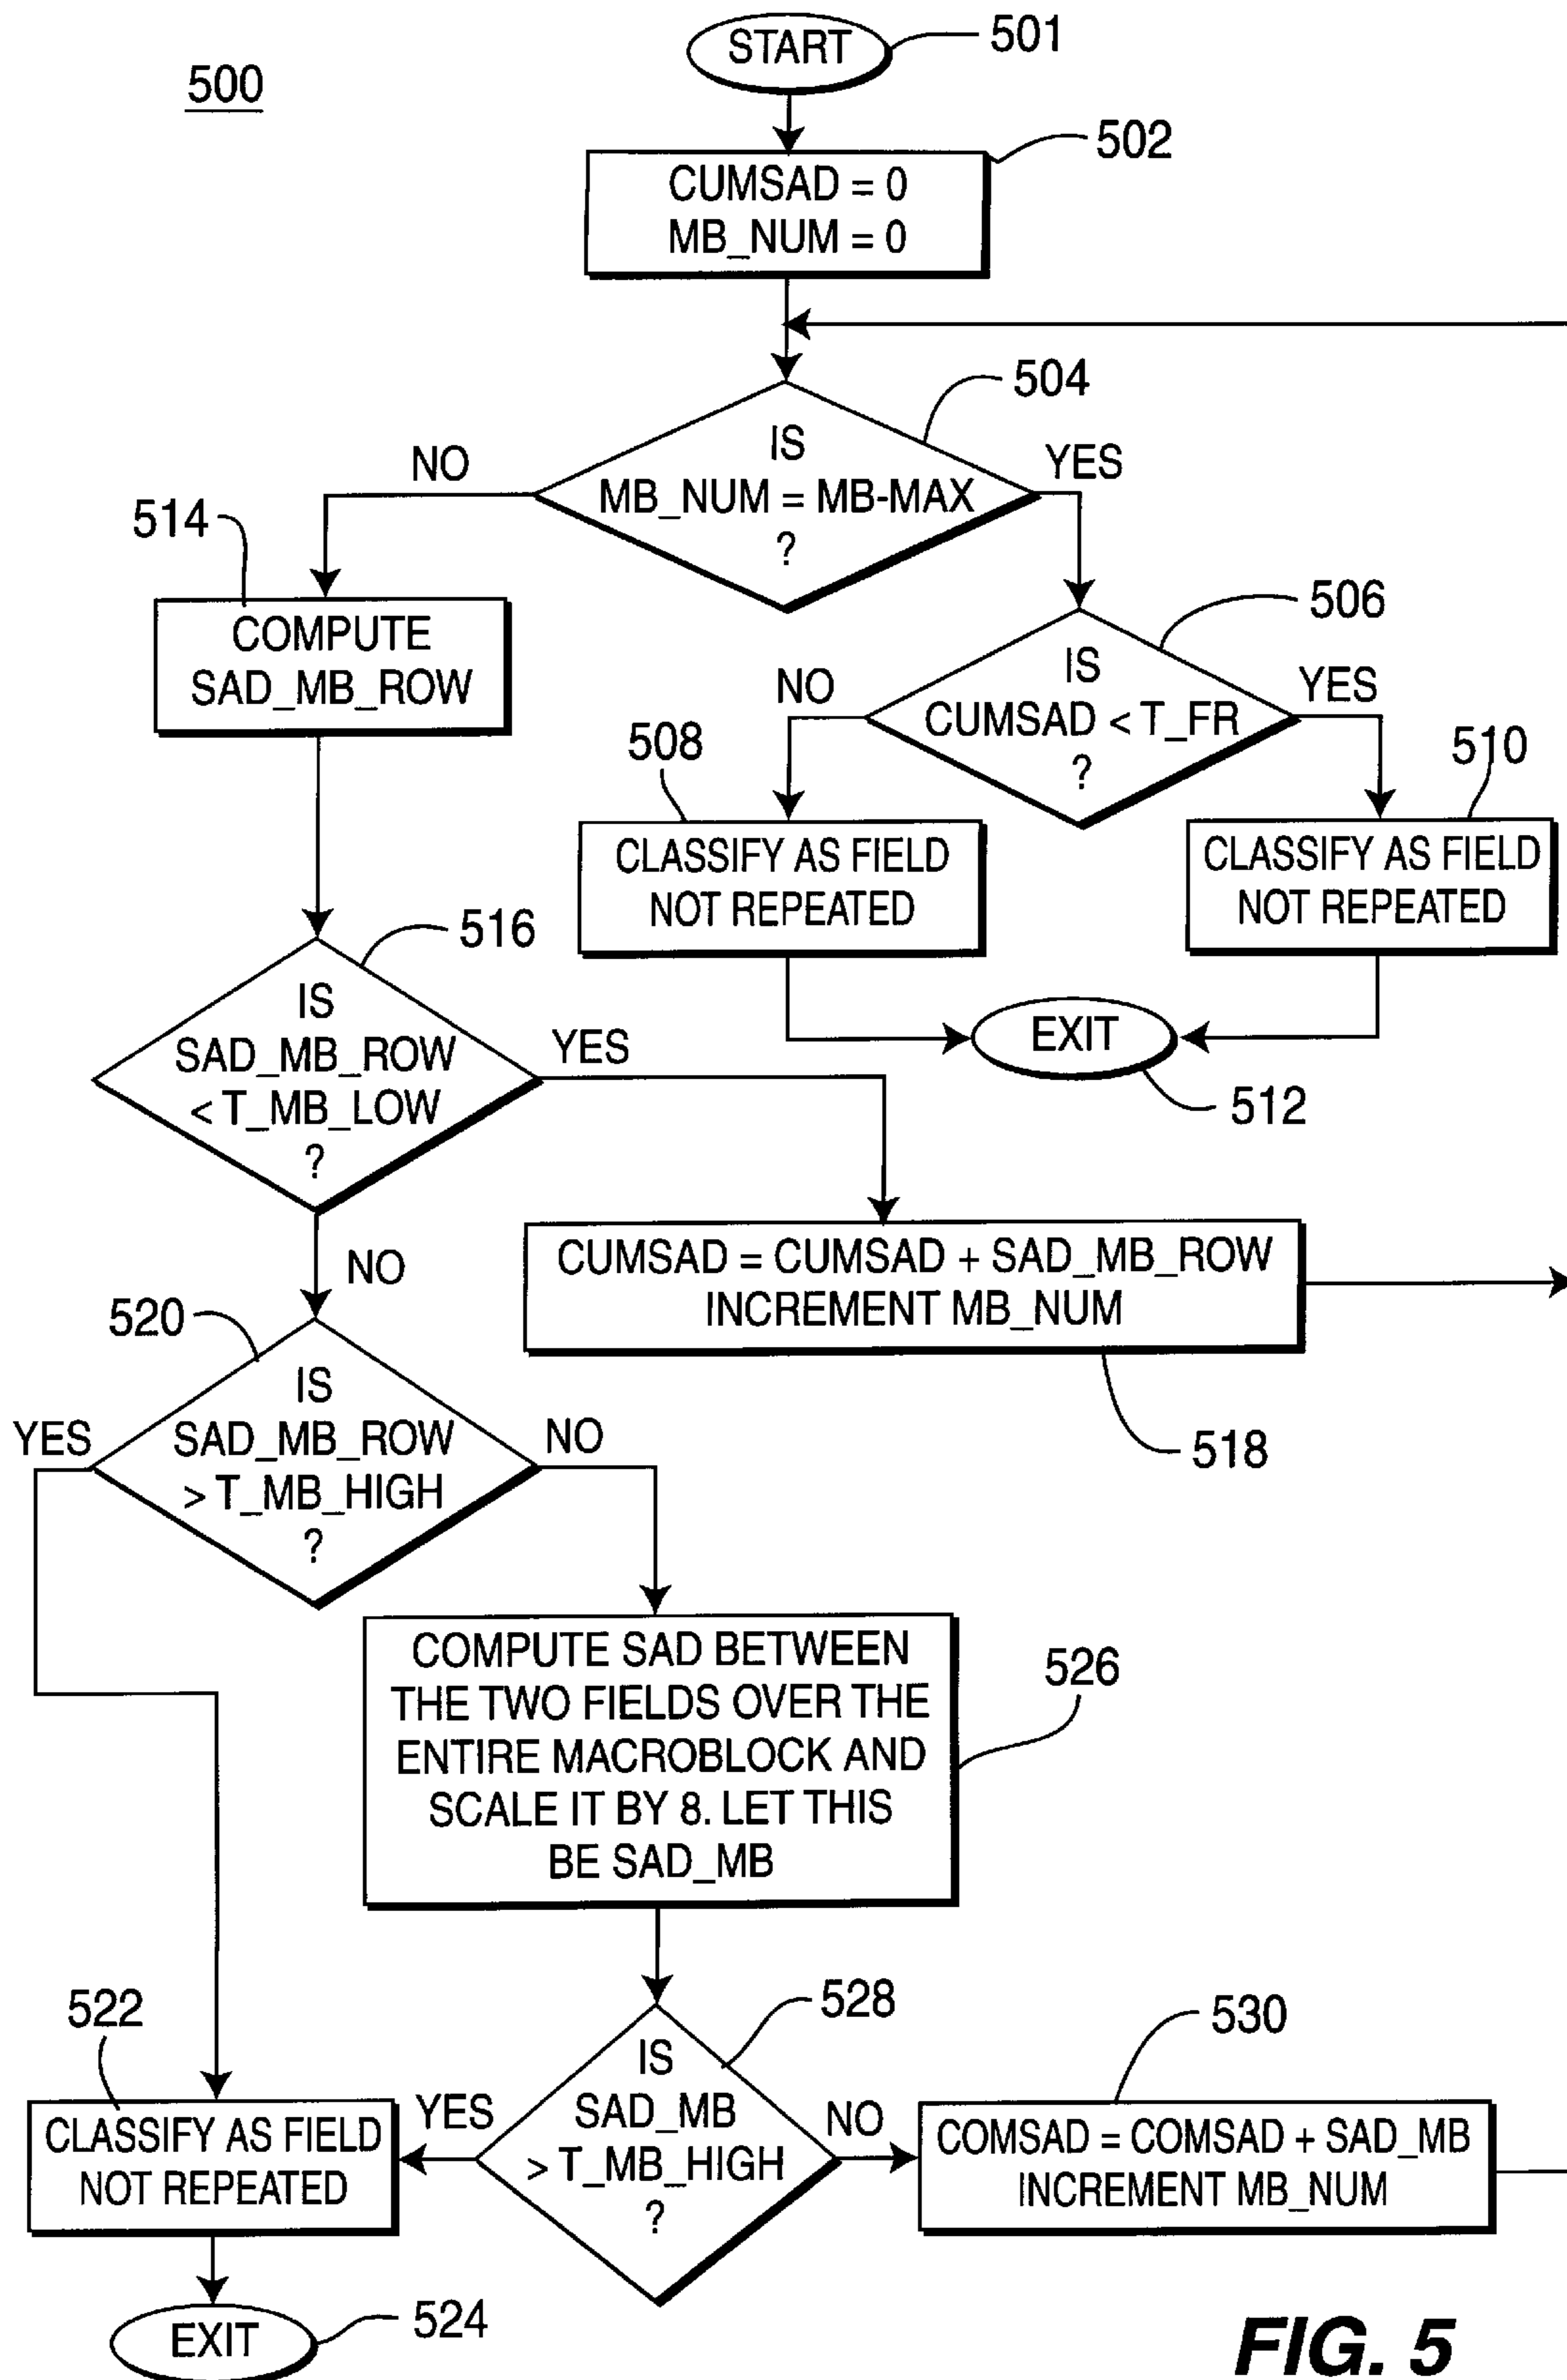 START
501
500
502
CUMSAD = 0
MB_NUM = 0
504
IS
MB_NUM = MB-MAX
?
NO
YES
514
COMPUTE
SAD_MB_ROW
506
IS
CUMSAD < T_FR
?
NO
YES
508
CLASSIFY AS FIELD
NOT REPEATED
510
CLASSIFY AS FIELD
NOT REPEATED
EXIT
512
516
IS
SAD_MB_ROW
< T_MB_LOW
?
YES
NO
CUMSAD = CUMSAD + SAD_MB_ROW
INCREMENT MB_NUM
518
520
IS
SAD_MB_ROW
> T_MB_HIGH
?
YES
NO
COMPUTE SAD BETWEEN
THE TWO FIELDS OVER THE
ENTIRE MACROBLOCK AND
SCALE IT BY 8. LET THIS
BE SAD_MB
526
528
IS
SAD_MB
> T_MB_HIGH
?
YES
NO
522
CLASSIFY AS FIELD
NOT REPEATED
530
COMSAD = COMSAD + SAD_MB
INCREMENT MB_NUM
EXIT
524
FIG. 5